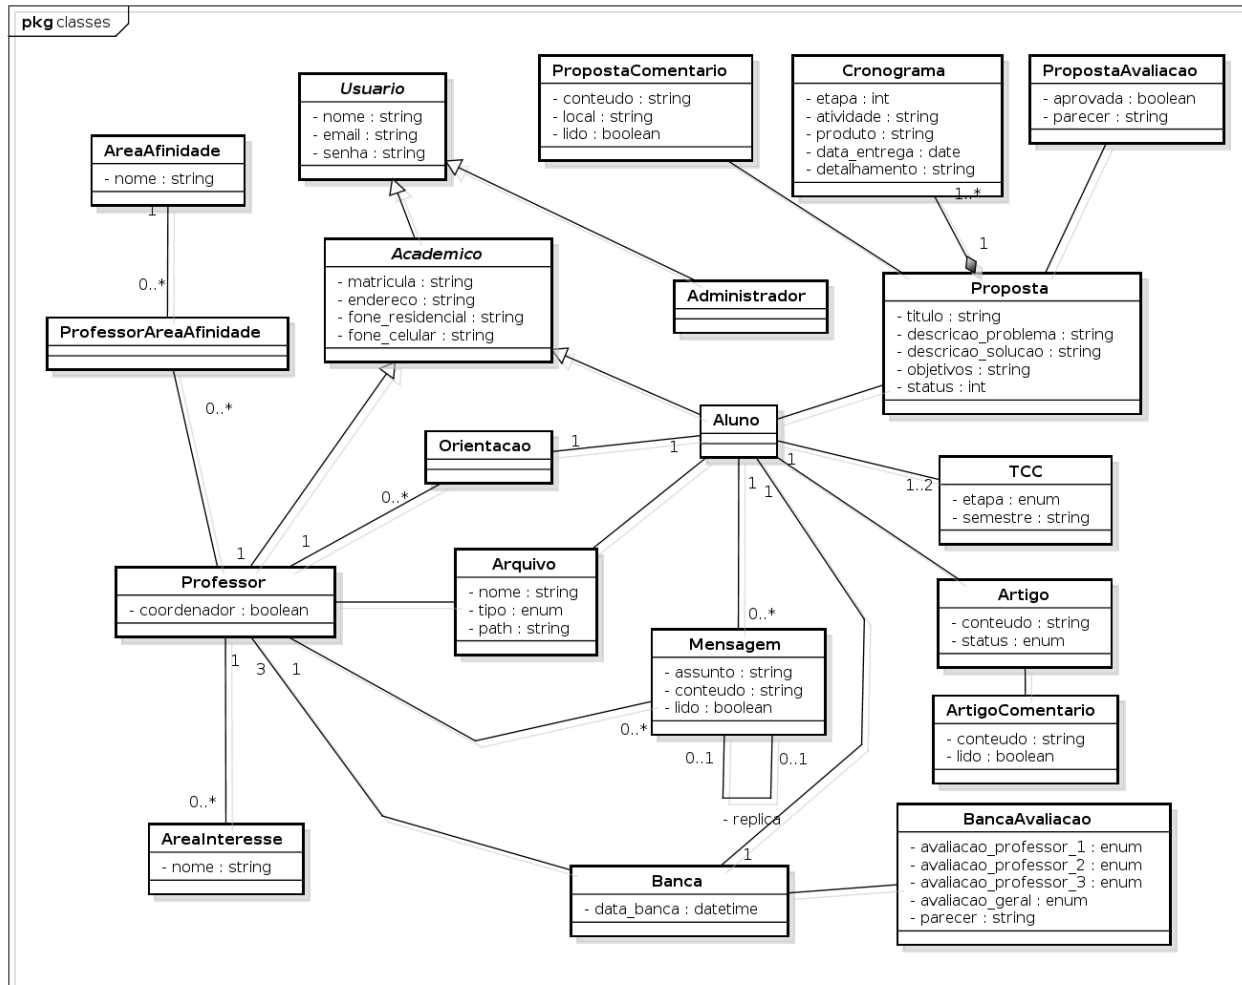 pkg classes
Usuario
- nome : string
- email : string
- senha : string
PropostaComentario
- conteudo : string
- local : string
- lido : boolean
Cronograma
- etapa : int
- atividade : string
- produto : string
- data_entrega : date
- detalhamento : string
1..*
1
PropostaAvaliacao
- aprovada : boolean
- parecer : string
AreaAfinidade
- nome : string
1
0..*
Academico
- matricula : string
- endereco : string
- fone_residencial : string
- fone_celular : string
Administrador
Proposta
- titulo : string
- descricao_problema : string
- descricao_solucao : string
- objetivos : string
- status : int
ProfessorAreaAfinidade
0..*
1
Orientacao
1
1
0..*
1
Aluno
1
1
1
1..2
TCC
- etapa : enum
- semestre : string
Professor
- coordenador : boolean
1
3
1
Arquivo
- nome : string
- tipo : enum
- path : string
0..*
Mensagem
- assunto : string
- conteudo : string
- lido : boolean
0..*
0..1
0..1
- replica
Artigo
- conteudo : string
- status : enum
ArtigoComentario
- conteudo : string
- lido : boolean
0..*
AreaInteresse
- nome : string
1
Banca
- data_banca : datetime
BancaAvaliacao
- avaliacao_professor_1 : enum
- avaliacao_professor_2 : enum
- avaliacao_professor_3 : enum
- avaliacao_geral : enum
- parecer : string